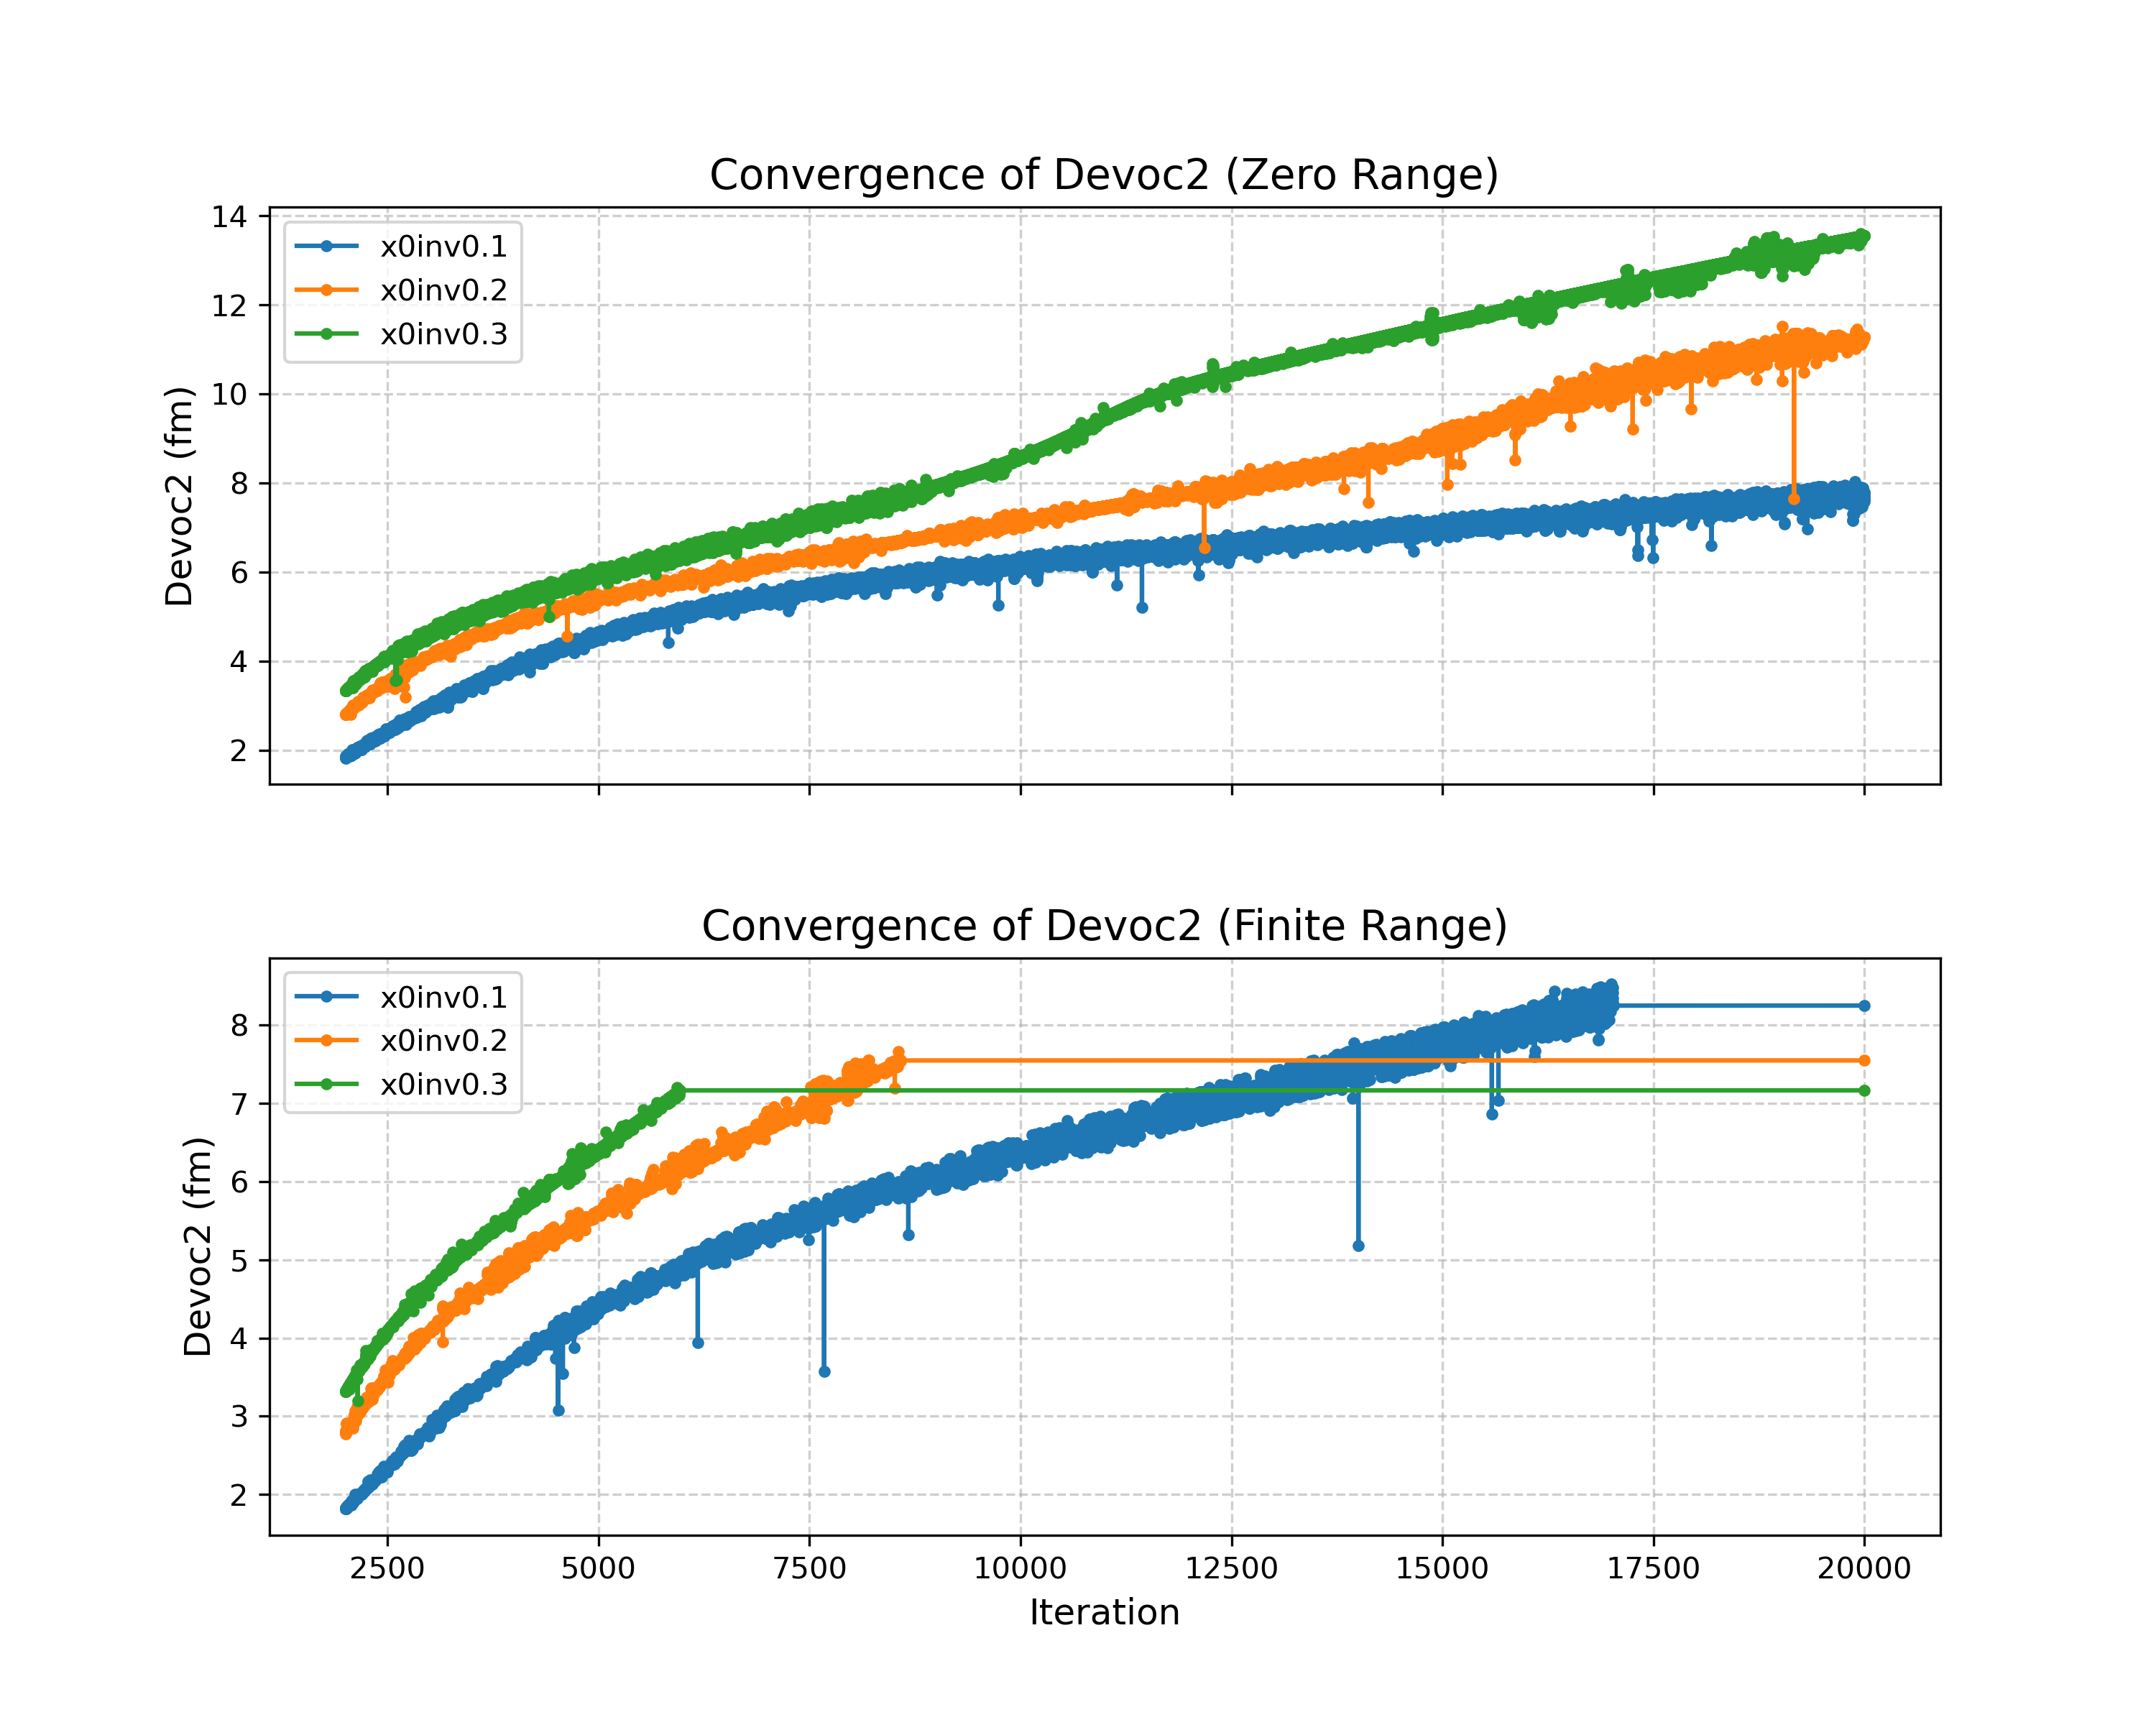 Convergence of Devoc2 (Zero Range)
14
12
10
8
6
4
2
Devoc2 (fm)
x0inv0.1
x0inv0.2
x0inv0.3
Convergence of Devoc2 (Finite Range)
8
7
6
5
4
3
2
Devoc2 (fm)
x0inv0.1
x0inv0.2
x0inv0.3
2500 5000 7500 10000 12500 15000 17500 20000
Iteration